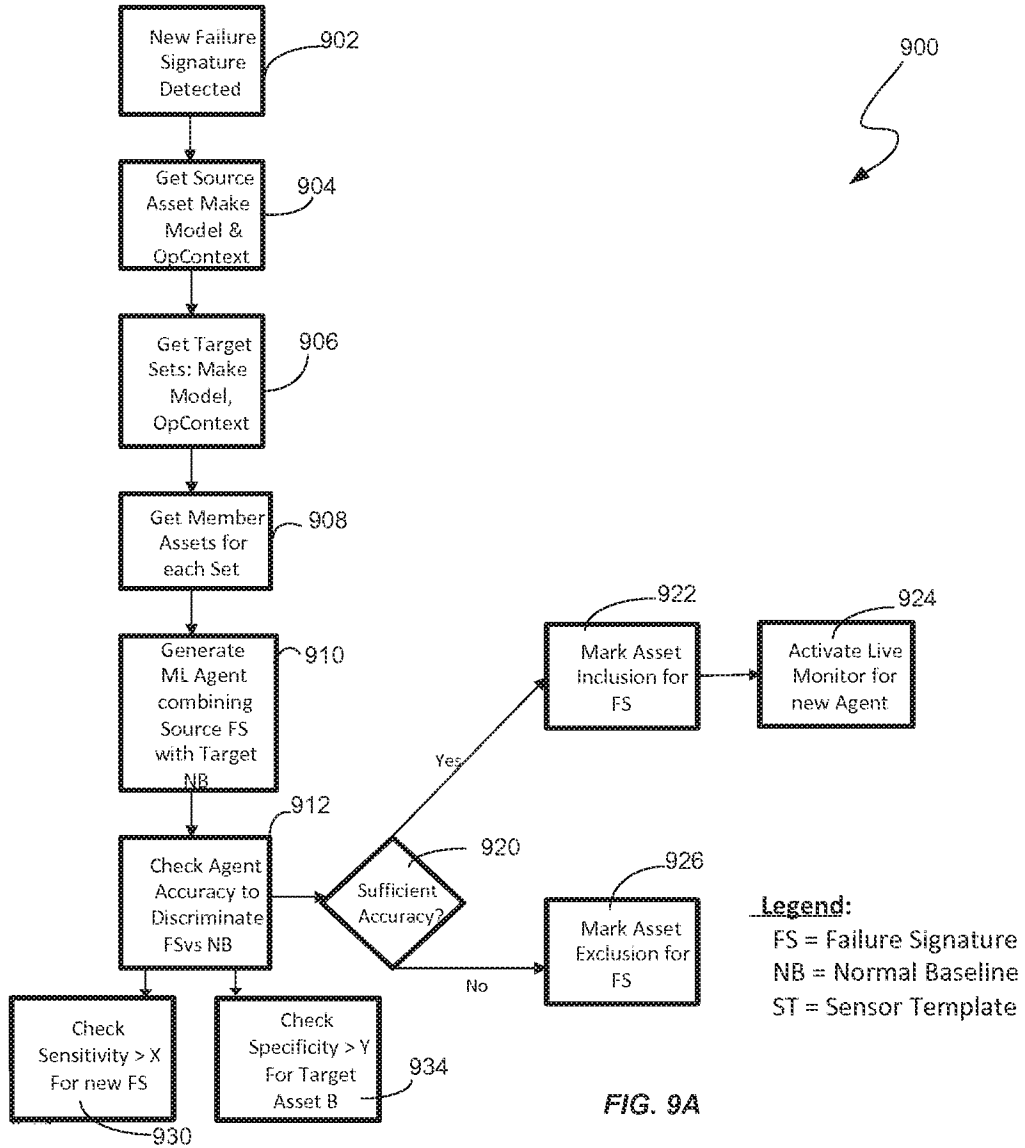 New Failure
Signature
Detected
902
900
Get Source
Asset Make
Model &
OpContext
904
Get Target
Sets: Make
Model,
OpContext
906
Get Member
Assets for
each Set
908
Generate
ML Agent
combining
Source FS
with Target
NB
910
912
Check Agent
Accuracy to
Discriminate
FSvs NB
Sufficient
Accuracy?
920
Yes
No
Mark Asset
Inclusion for
FS
922
Activate Live
Monitor for
new Agent
924
Mark Asset
Exclusion for
FS
926
Check
Sensitivity > X
For new FS
930
Check
Specificity > Y
For Target
Asset B
934
Legend:
FS = Failure Signature
NB = Normal Baseline
ST = Sensor Template
FIG. 9A